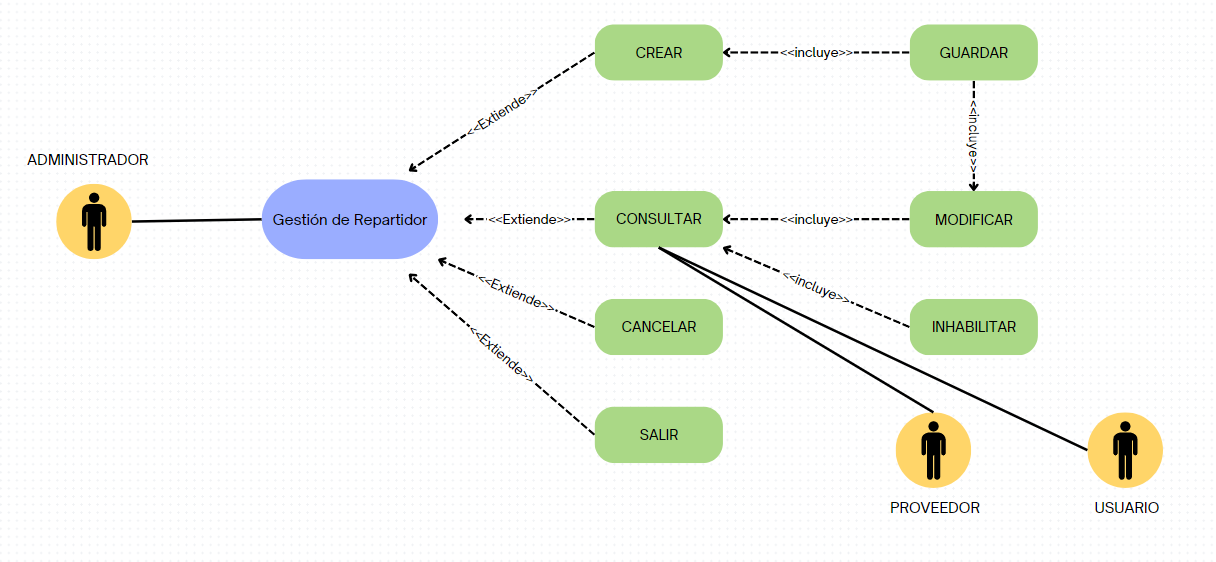 CREAR
<<incluye>>
GUARDAR
<<Extiende>>
<<incluye>>
ADMINISTRADOR
Gestión de Repartidor
<<Extiende>>
CONSULTAR
<<incluye>>
MODIFICAR
<<Extiende>>
<<incluye>>
CANCELAR
INHABILITAR
<<Extiende>>
SALIR
PROVEEDOR
USUARIO